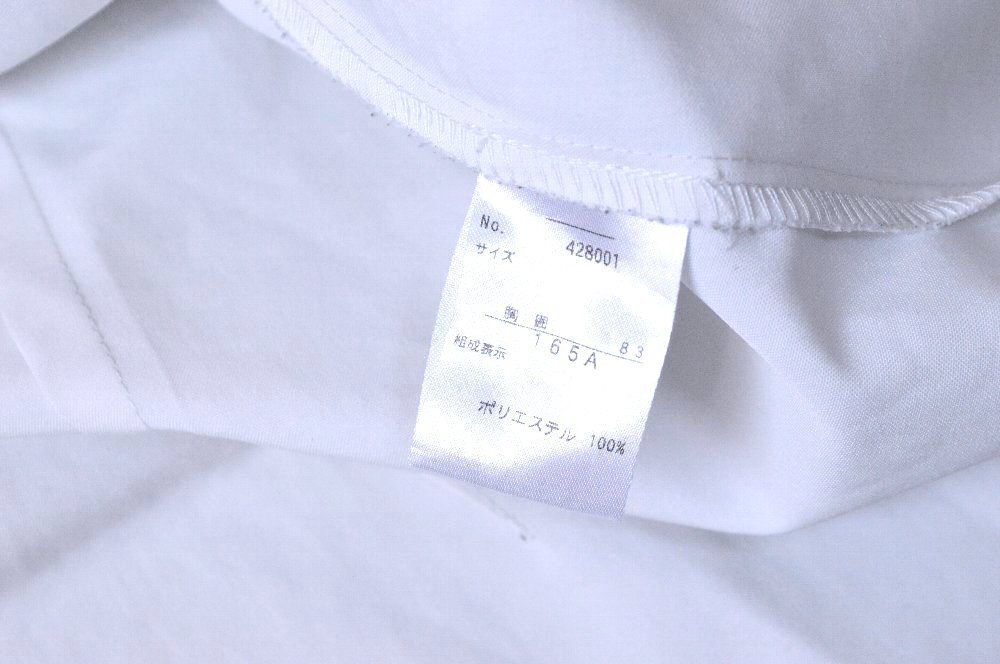 No. 428001
サイズ
胸囲 83
165A
組成表示
ポリエステル 100%